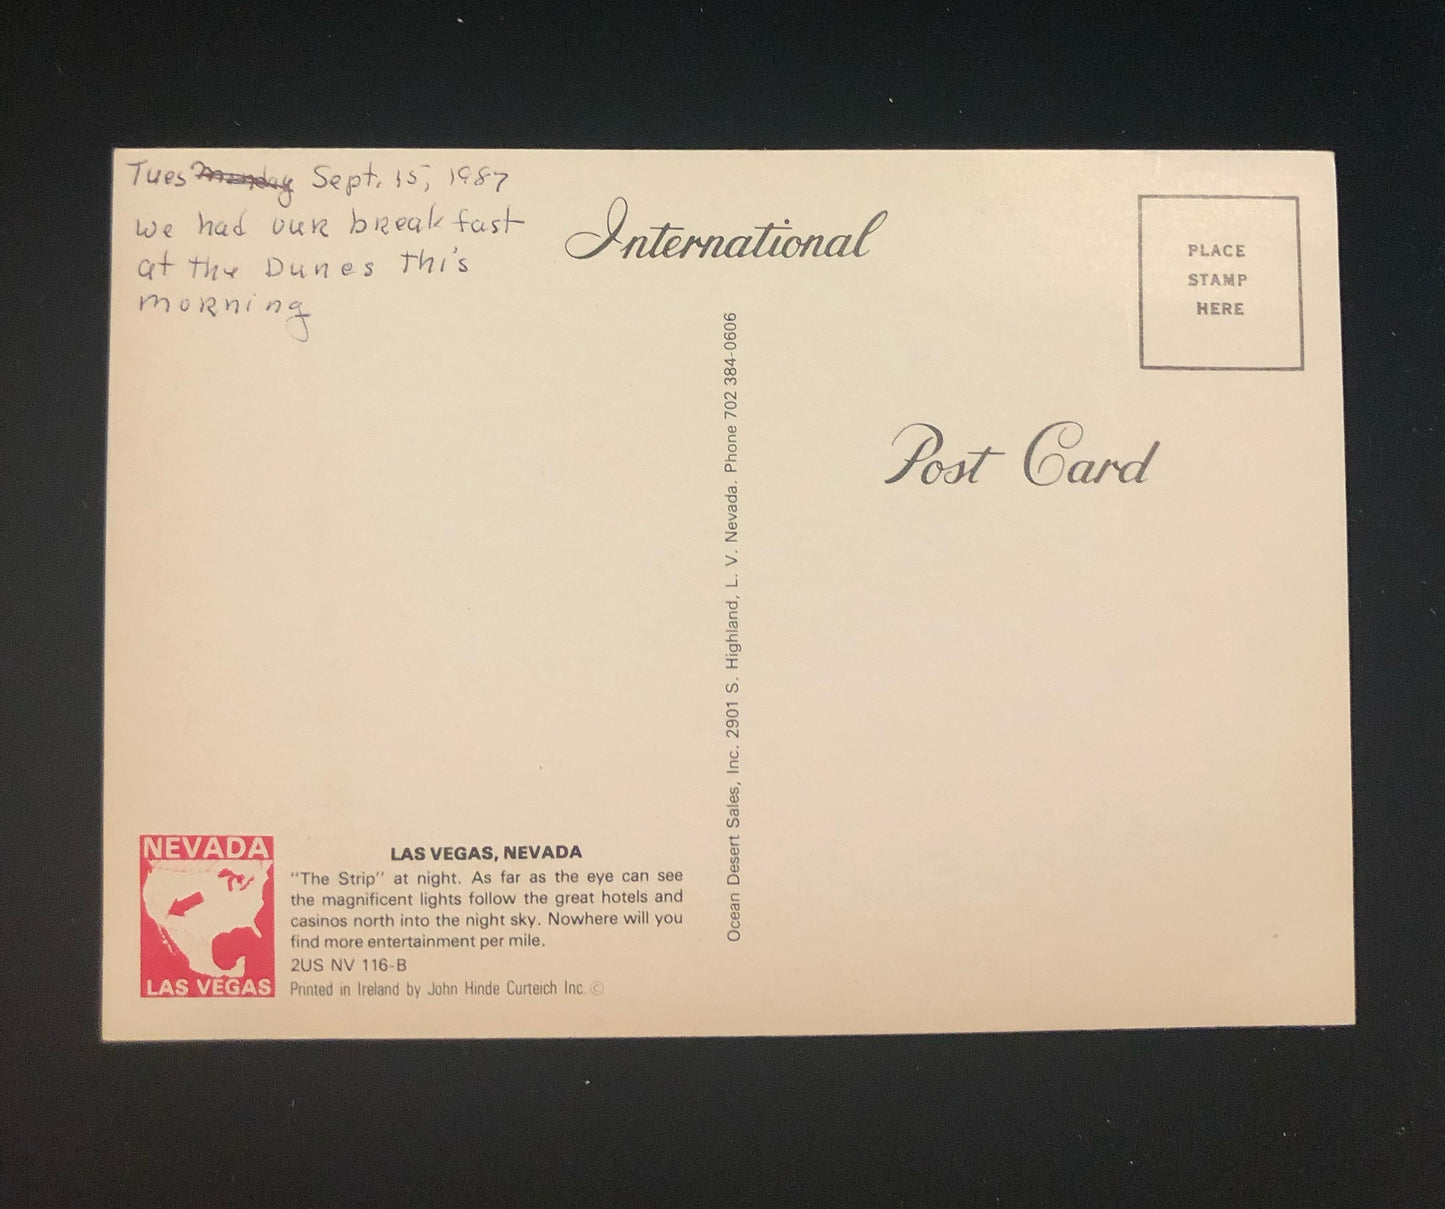 Tues Monday Sept. 15, 1987
We had our breakfast
at the Dunes This
morning
International
PLACE
STAMP
HERE
Post Card
Ocean Desert Sales, Inc. 2901 S. Highland, L. V. Nevada. Phone 702 384-0606
NEVADA
LAS VEGAS
LAS VEGAS, NEVADA
"The Strip" at night. As far as the eye can see
the magnificent lights follow the great hotels and
casinos north into the night sky. Nowhere will you
find more entertainment per mile.
2US NV 116-B
Printed in Ireland by John Hinde Curteich Inc. ©